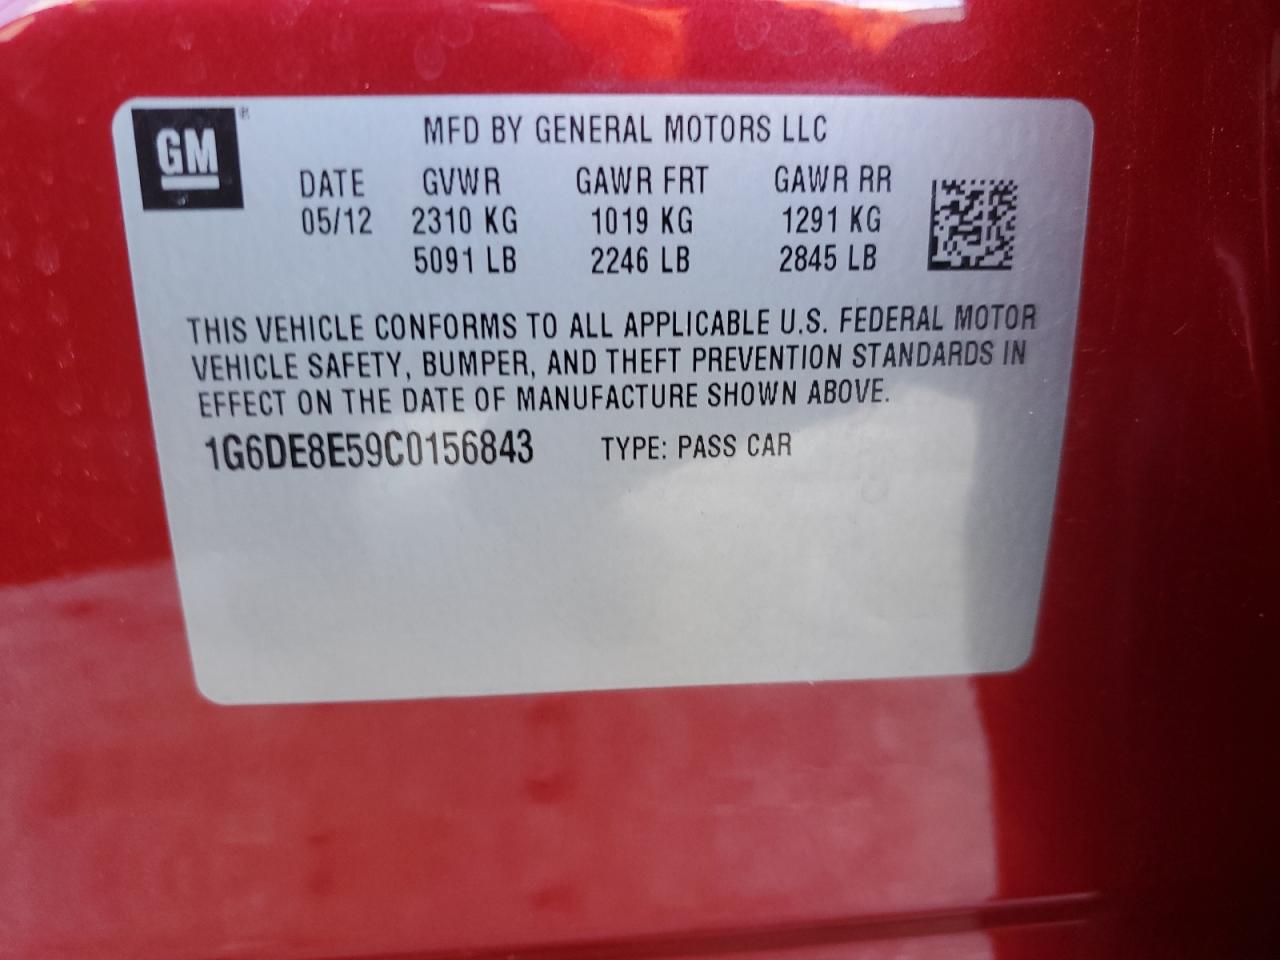 GM®
MFD BY GENERAL MOTORS LLC
DATE GVWR GAWR FRT GAWR RR
05/12 2310 KG 1019 KG 1291 KG
5091 LB 2246 LB 2845 LB
THIS VEHICLE CONFORMS TO ALL APPLICABLE U.S. FEDERAL MOTOR
VEHICLE SAFETY, BUMPER, AND THEFT PREVENTION STANDARDS IN
EFFECT ON THE DATE OF MANUFACTURE SHOWN ABOVE.
1G6DE8E59C0156843 TYPE: PASS CAR